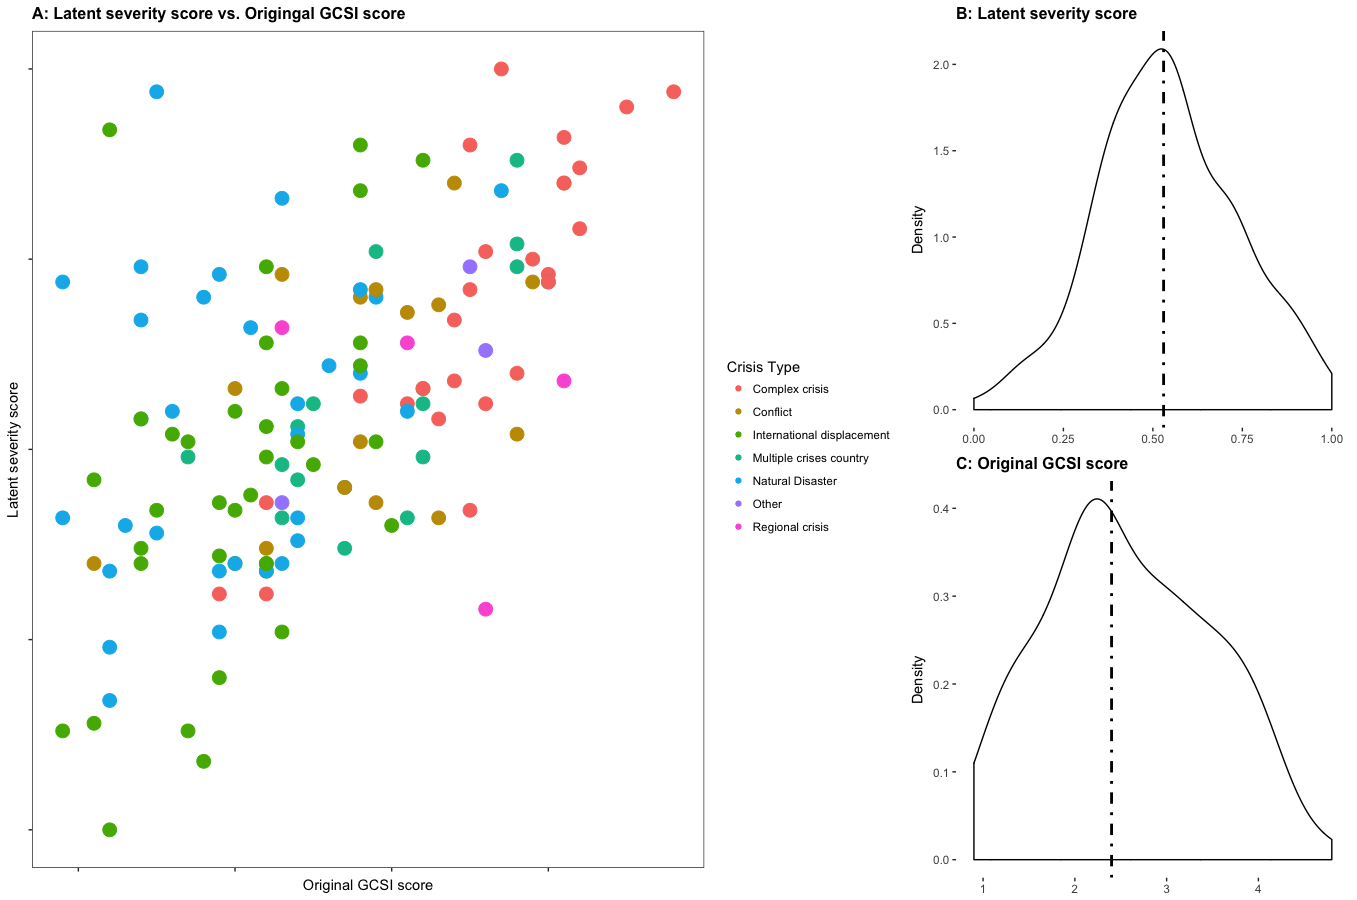 A: Latent severity score vs. Origingal GCSI score
Latent severity score
Original GCSI score
Crisis Type
Complex crisis
Conflict
International displacement
Multiple crises country
Natural Disaster
Other
Regional crisis
B: Latent severity score
Density
2.0
1.5
1.0
0.5
0.0
0.00 0.25 0.50 0.75 1.00
C: Original GCSI score
Density
0.4
0.3
0.2
0.1
0.0
1 2 3 4